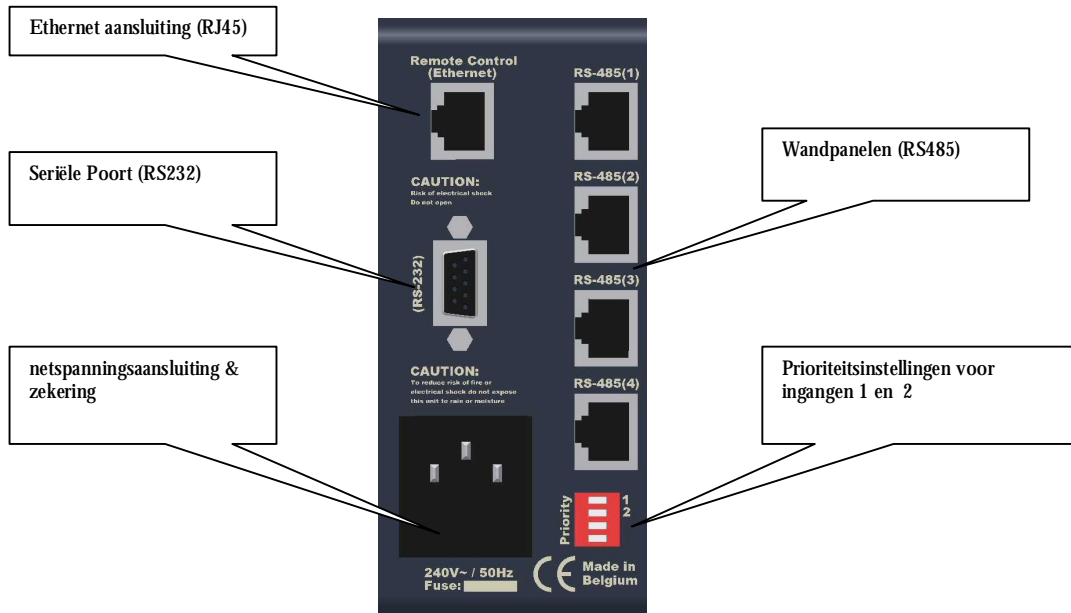 Ethernet aansluiting (RJ45)
Seriële Poort (RS232)
netspanningsaansluiting &
zekering
Remote Control
(Ethernet)
CAUTION:
Risk of electrical shock
Do not open
(RS-232)
CAUTION:
To reduce risk of fire or
electrical shock do not expose
this unit to rain or moisture
240V~ / 50Hz
Fuse:
RS-485(1)
RS-485(2)
RS-485(3)
RS-485(4)
Priority
1
2
CE
Made in
Belgium
Wandpanelen (RS485)
Prioriteitsinstellingen voor
ingangen 1 en 2